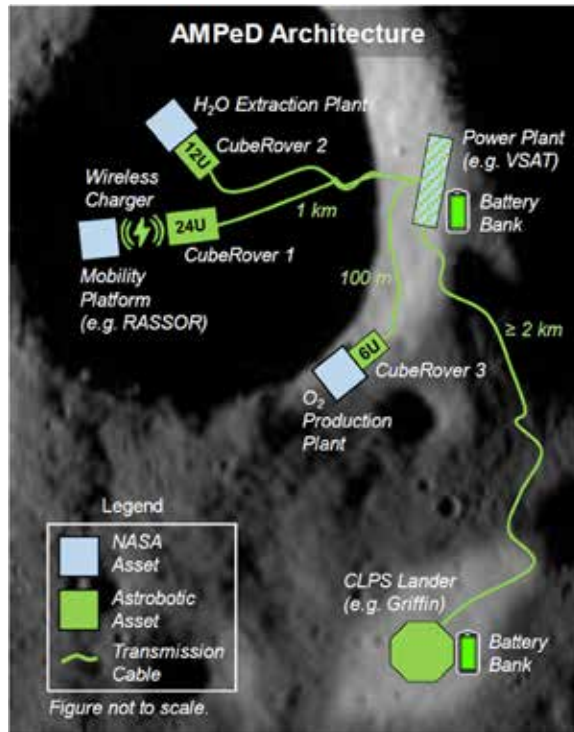 AMPeD Architecture
H₂O Extraction Plant
12U
CubeRover 2
Wireless
Charger
24U
CubeRover 1
Mobility
Platform
(e.g. RASSOR)
1 km
Power Plant
(e.g. VSAT)
Battery
Bank
100 m
≥ 2 km
6U
CubeRover 3
O₂
Production
Plant
Legend
NASA
Asset
Astrobotic
Asset
Transmission
Cable
Figure not to scale.
CLPS Lander
(e.g. Griffin)
Battery
Bank